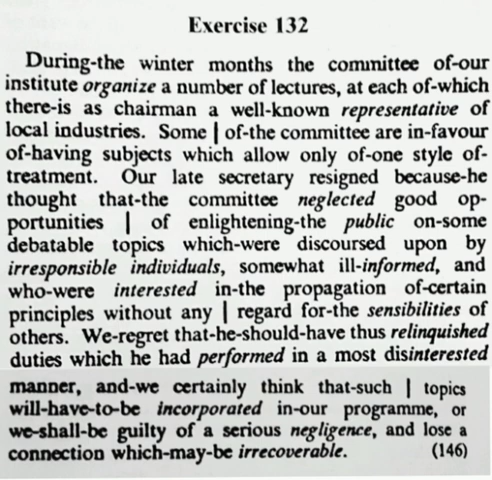 Exercise 132
During-the winter months the committee of-our
institute organize a number of lectures, at each of-which
there-is as chairman a well-known representative of
local industries. Some | of-the committee are in-favour
of-having subjects which allow only of-one style of-
treatment. Our late secretary resigned because-he
thought that-the committee neglected good op-
portunities | of enlightening-the public on-some
debatable topics which-were discoursed upon by
irresponsible individuals, somewhat ill-informed, and
who-were interested in-the propagation of-certain
principles without any | regard for-the sensibilities of
others. We-regret that-he-should-have thus relinquished
duties which he had performed in a most disinterested
manner, and-we certainly think that-such | topics
will-have-to-be incorporated in-our programme, or
we-shall-be guilty of a serious negligence, and lose a
connection which-may-be irrecoverable. (146)